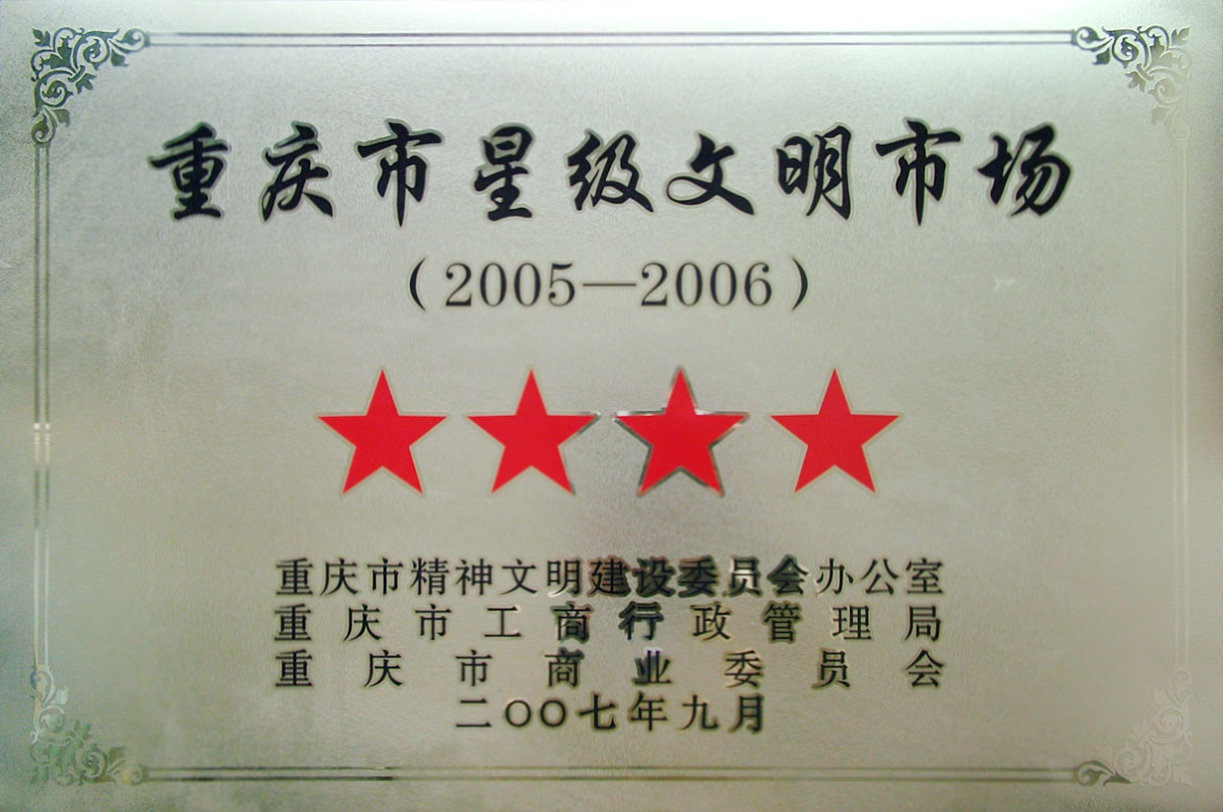 重庆市星级文明市场
（2005—2006）
重庆市精神文明建设委员会办公室
重庆市工商行政管理局
重庆市商业委员会
二〇〇七年九月